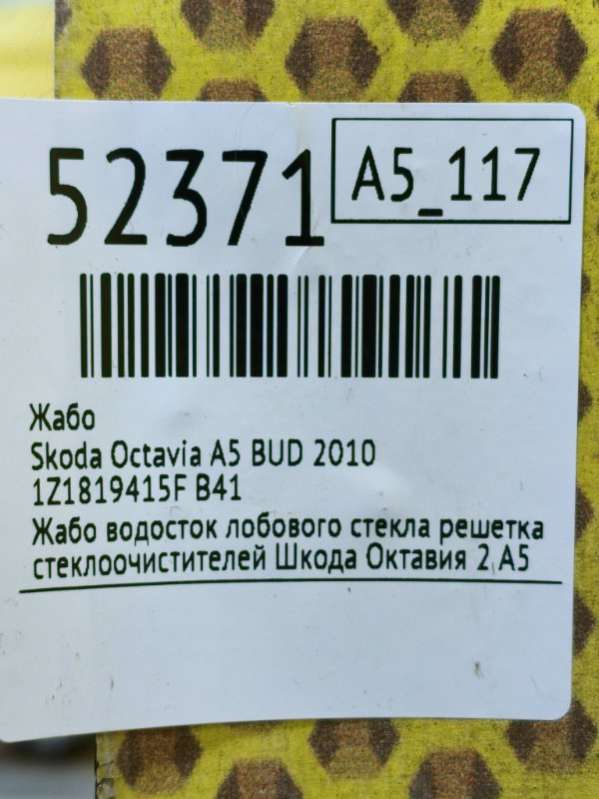 52371
A5_117
Жабо
Skoda Octavia A5 BUD 2010
1Z1819415F B41
Жабо водосток лобового стекла решетка
стеклоочистителей Шкода Октавия 2 A5